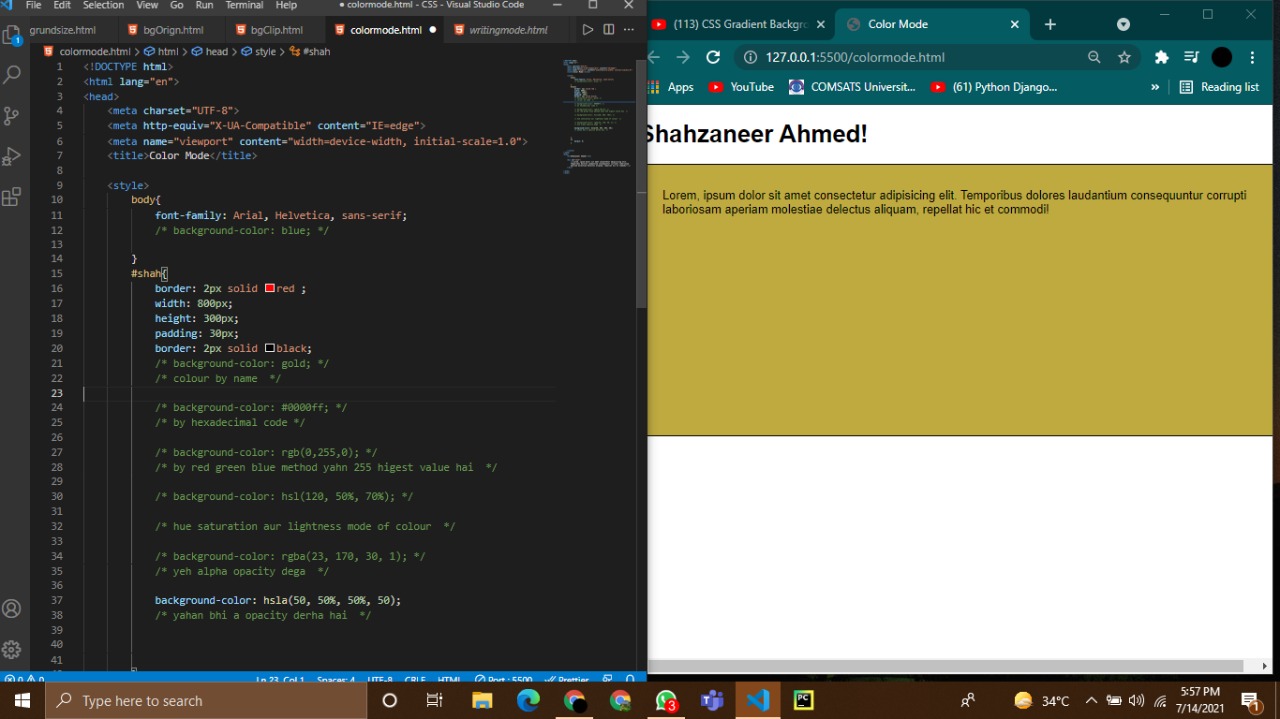 File Edit Selection View Go Run Terminal Help
● colormode.html - CSS - Visual Studio Code
grundsize.html bgOrign.html bgClip.html colormode.html ● writingmode.html
colormode.html > html > head > style > #shah
1 <!DOCTYPE html>
2 <html lang="en">
3 <head>
4 <meta charset="UTF-8">
5 <meta http-equiv="X-UA-Compatible" content="IE=edge">
6 <meta name="viewport" content="width=device-width, initial-scale=1.0">
7 <title>Color Mode</title>
8
9 <style>
10 body{
11 font-family: Arial, Helvetica, sans-serif;
12 /* background-color: blue; */
13
14 }
15 #shah{
16 border: 2px solid red ;
17 width: 800px;
18 height: 300px;
19 padding: 30px;
20 border: 2px solid black;
21 /* background-color: gold; */
22 /* colour by name  */
23
24 /* background-color: #0000ff; */
25 /* by hexadecimal code */
26
27 /* background-color: rgb(0,255,0); */
28 /* by red green blue method yahn 255 higest value hai  */
29
30 /* background-color: hsl(120, 50%, 70%); */
31
32 /* hue saturation aur lightness mode of colour  */
33
34 /* background-color: rgba(23, 170, 30, 1); */
35 /* yeh alpha opacity dega  */
36
37 background-color: hsla(50, 50%, 50%, 50);
38 /* yahan bhi a opacity derha hai  */
39
40
41
0 0 Ln 23, Col 1 Spaces: 4 UTF-8 CRLF HTML Port : 5500 Prettier
(113) CSS Gradient Backgro Color Mode
127.0.0.1:5500/colormode.html
Apps YouTube COMSATS Universit... (61) Python Django... » Reading list
Shahzaneer Ahmed!
Lorem, ipsum dolor sit amet consectetur adipisicing elit. Temporibus dolores laudantium consequuntur corrupti
laboriosam aperiam molestiae delectus aliquam, repellat hic et commodi!
Type here to search
3
34°C
5:57 PM
7/14/2021
1